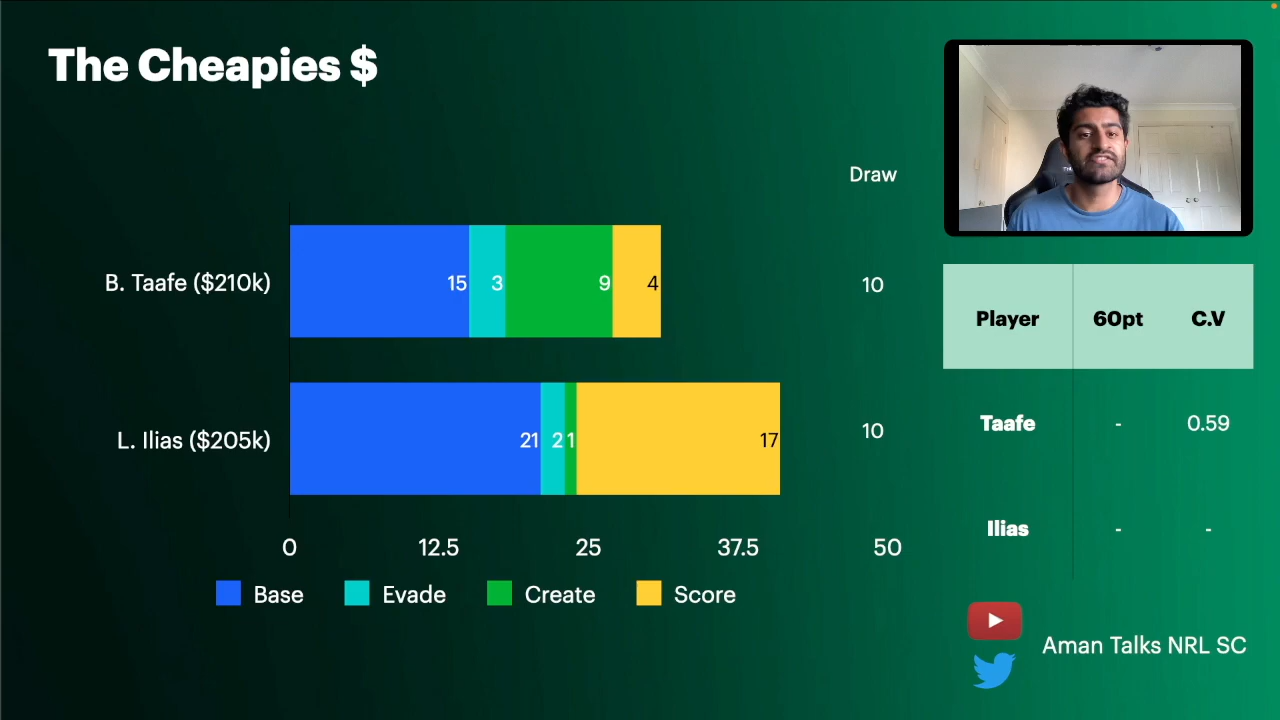 The Cheapies $
Draw
B. Taafe ($210k)
15
3
9
4
10
L. Ilias ($205k)
21
2
1
17
10
0
12.5
25
37.5
50
Base
Evade
Create
Score
Player
60pt
C.V
Taafe
-
0.59
Ilias
-
-
Aman Talks NRL SC